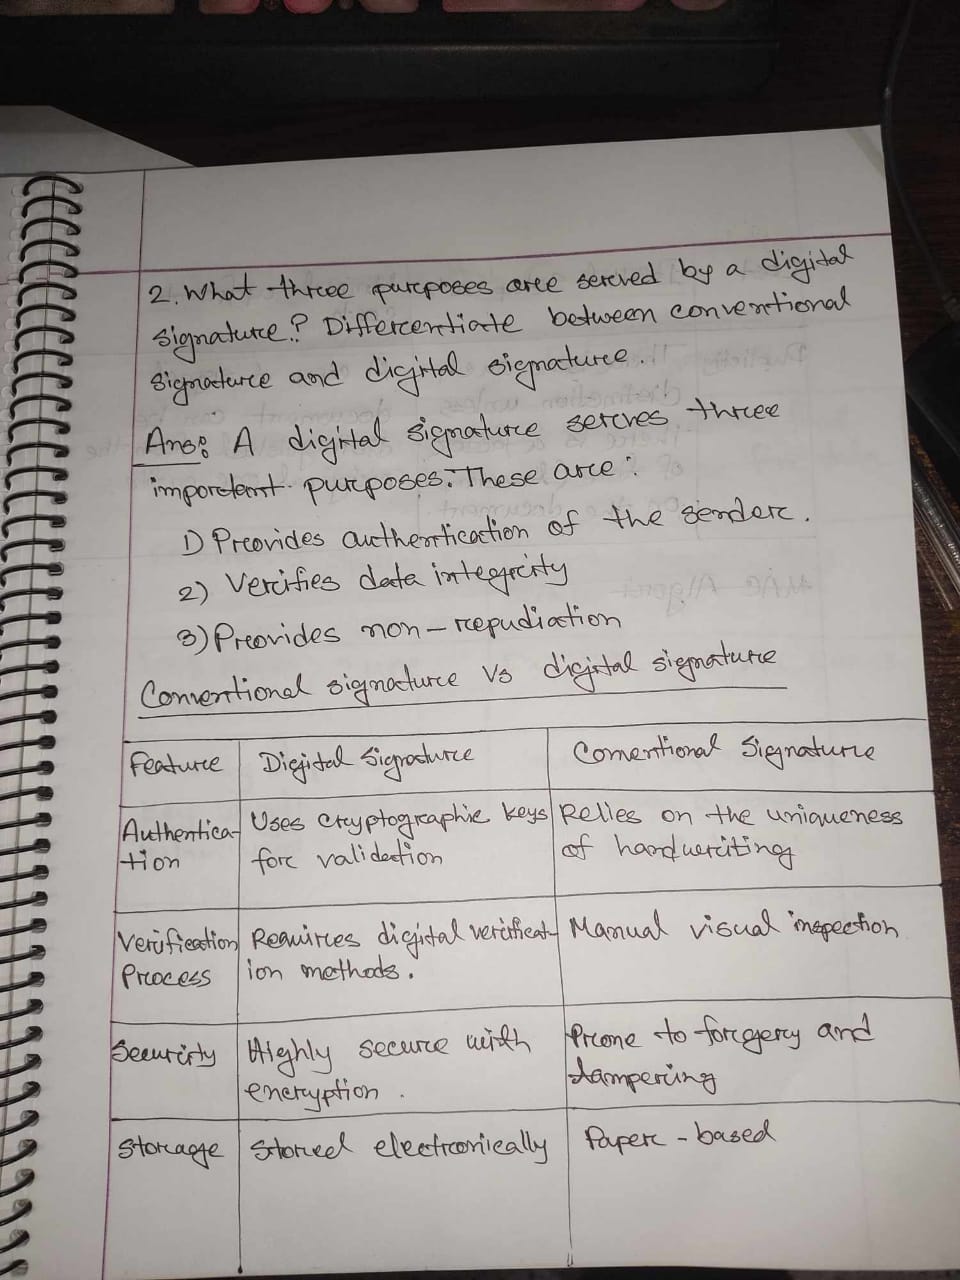 2. What three purposes are served by a digital
signature? Differentiate between conventional
signature and digital signature.
Ans: A digital signature serves three
important purposes. These are:
1) Provides authentication of the sender.
2) Verifies data integrity
3) Provides non-repudiation
Conventional signature Vs digital signature
Feature | Digital Signature | Conventional Signature
Authentica- | Uses cryptographic keys | Relies on the uniqueness
tion | for validation | of handwriting
Verification | Requires digital verificat- | Manual visual inspection
Process | ion methods.
Security | Highly secure with | Prone to forgery and
encryption. | tampering
Storage | Stored electronically | Paper-based